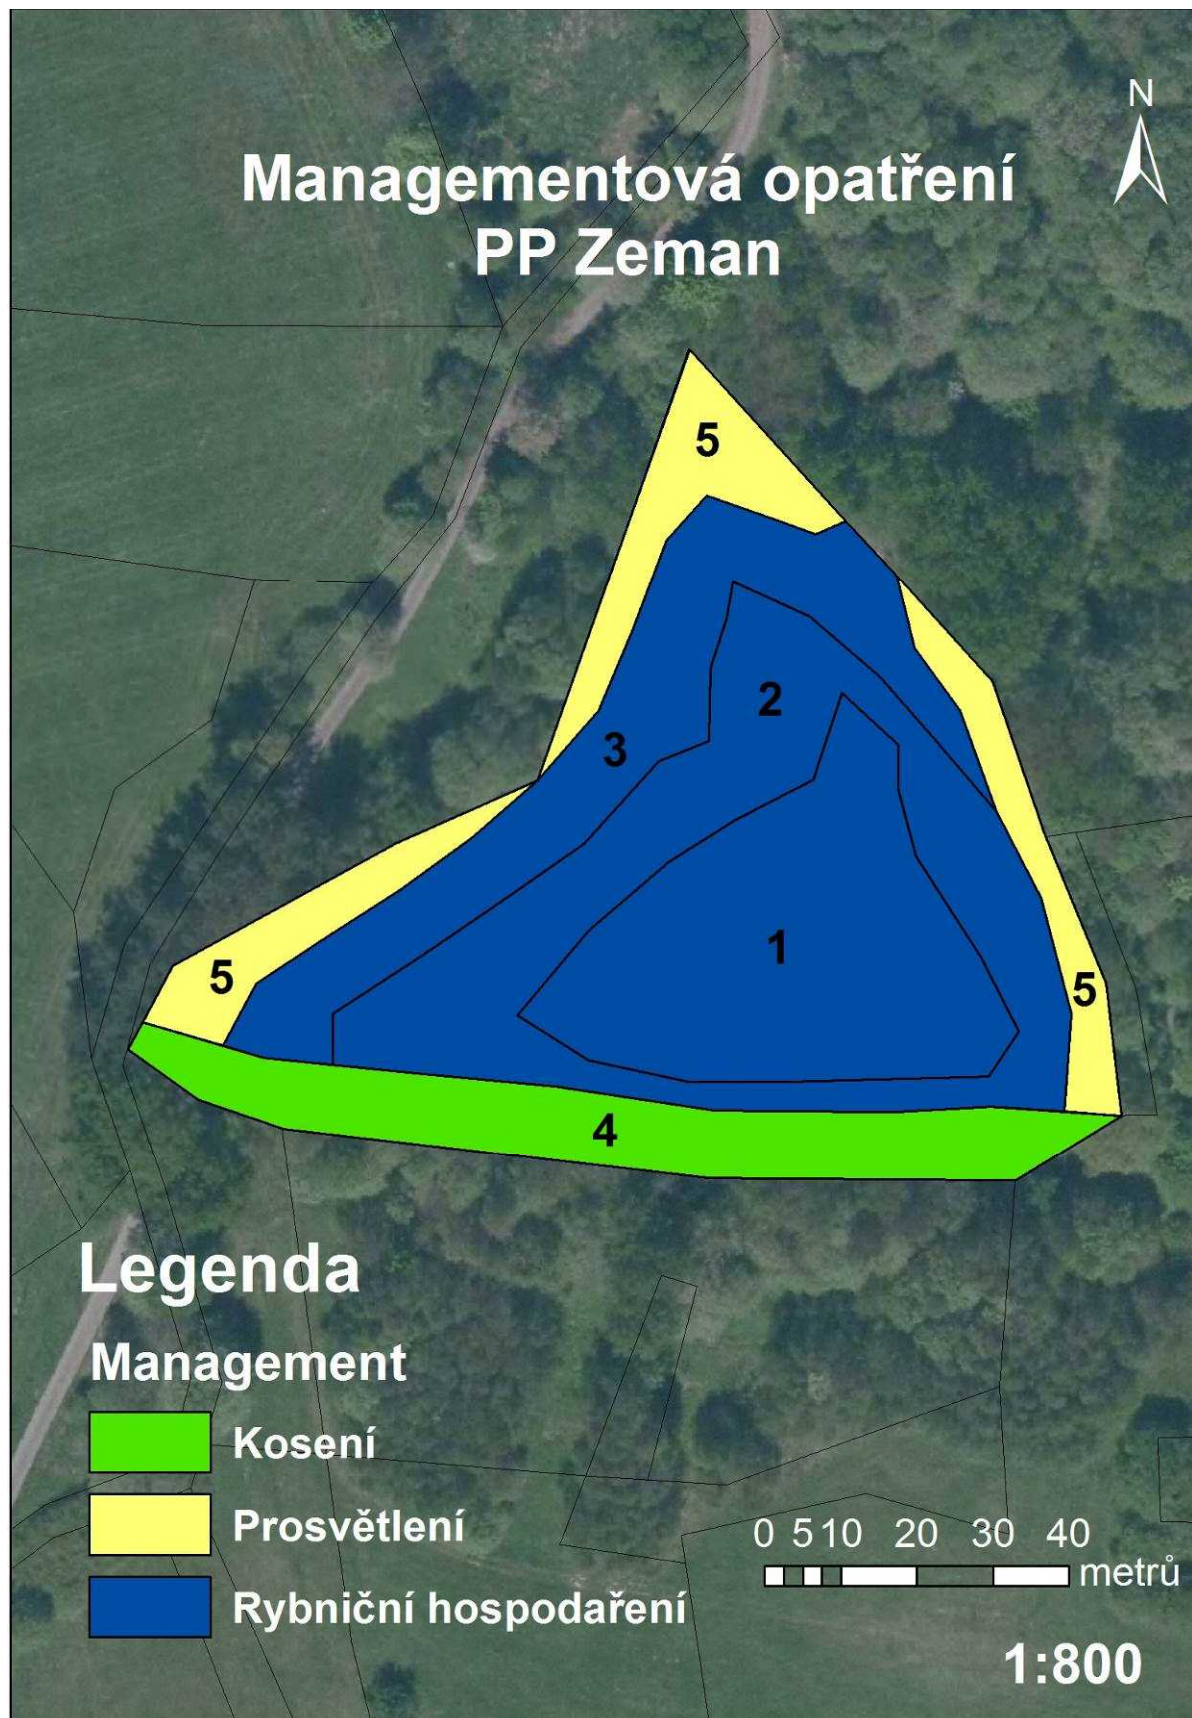 N
Managementová opatření
PP Zeman
5
2
3
1
5
5
4
Legenda
Management
Kosení
Prosvětlení
Rybniční hospodaření
0 5 10 20 30 40
metrů
1:800